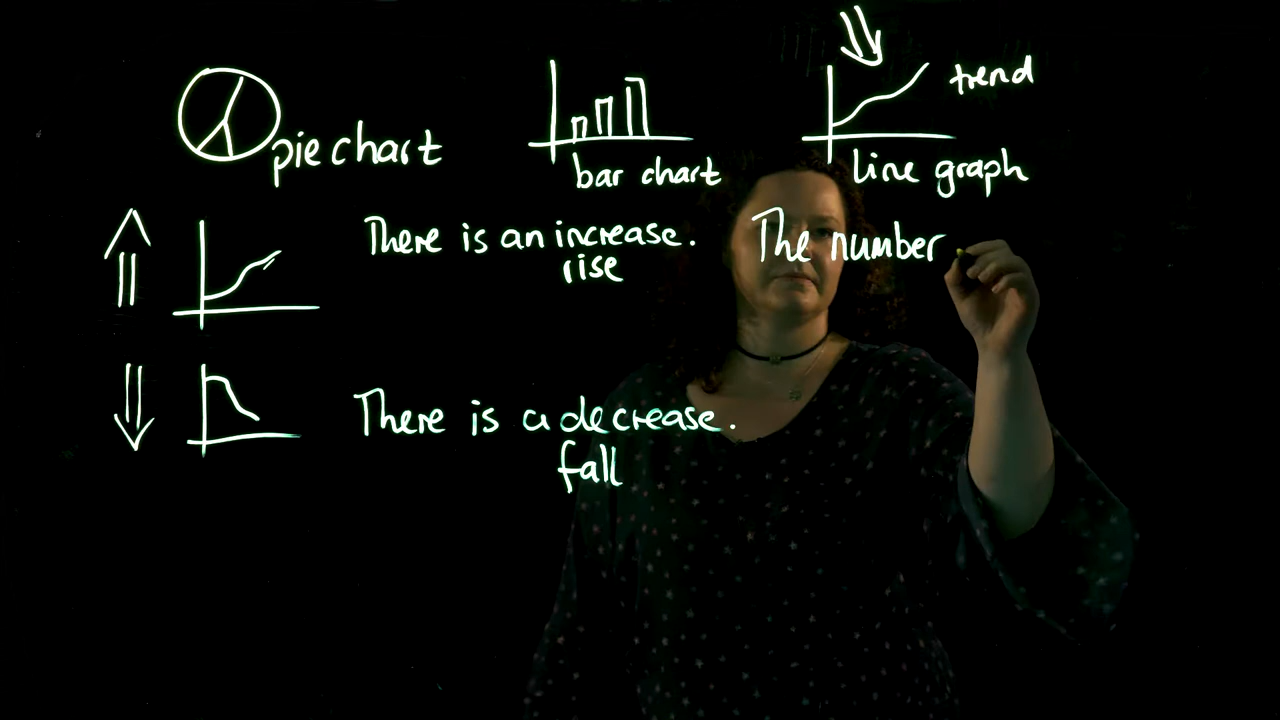 pie chart
bar chart
trend
line graph
There is an increase.
rise
The number
There is a decrease.
fall